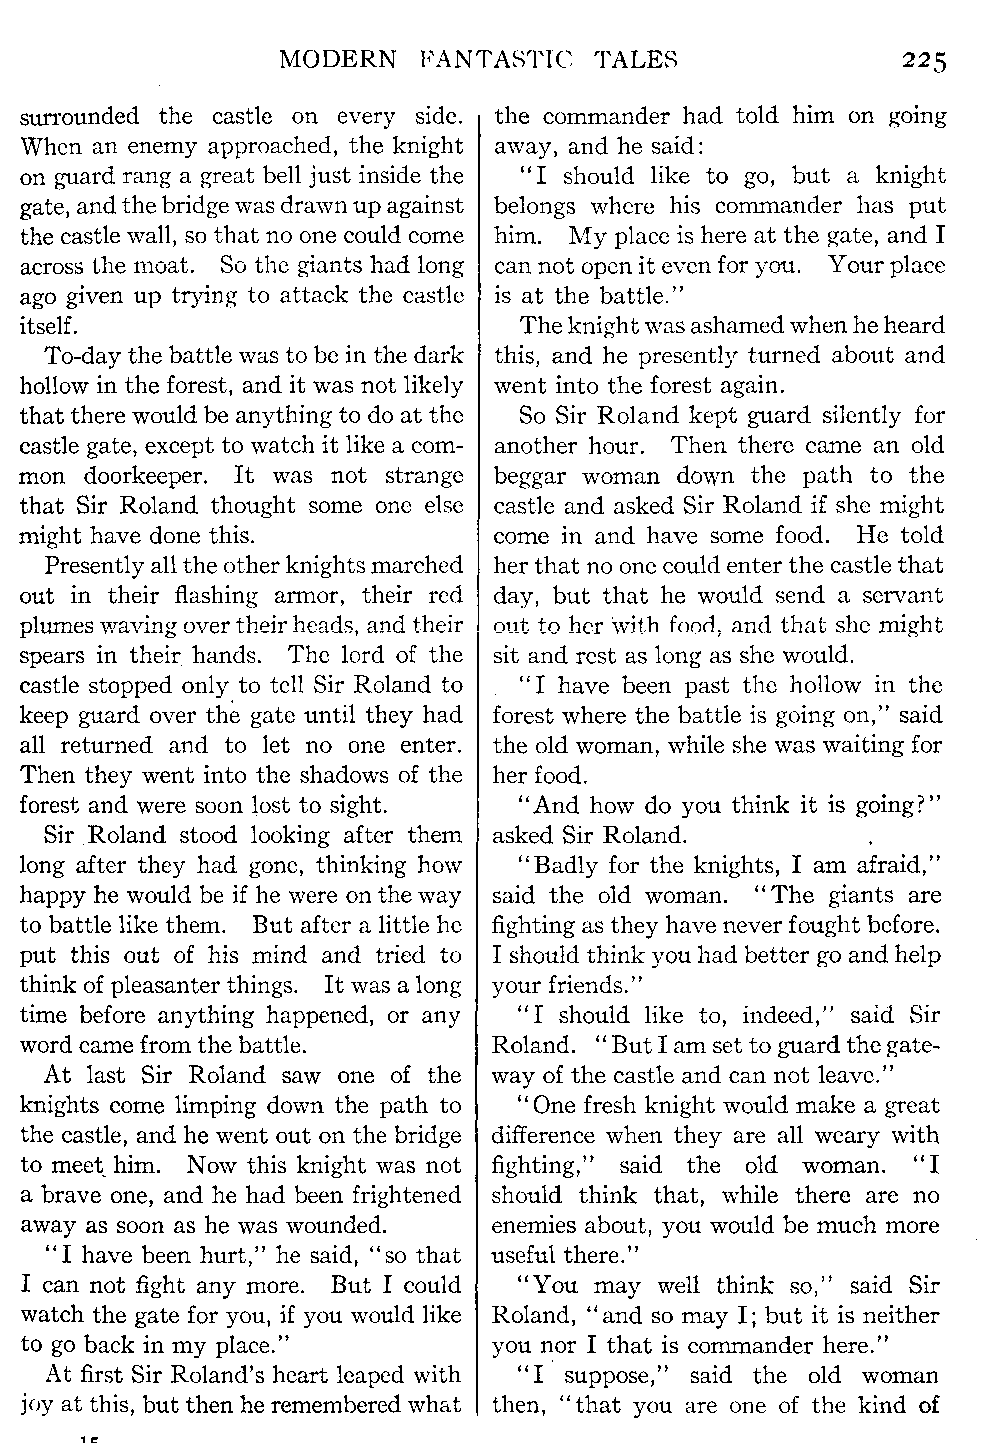 MODERN FANTASTIC TALES 225
surrounded the castle on every side.
When an enemy approached, the knight
on guard rang a great bell just inside the
gate, and the bridge was drawn up against
the castle wall, so that no one could come
across the moat. So the giants had long
ago given up trying to attack the castle
itself.
To-day the battle was to be in the dark
hollow in the forest, and it was not likely
that there would be anything to do at the
castle gate, except to watch it like a com-
mon doorkeeper. It was not strange
that Sir Roland thought some one else
might have done this.
Presently all the other knights marched
out in their flashing armor, their red
plumes waving over their heads, and their
spears in their hands. The lord of the
castle stopped only to tell Sir Roland to
keep guard over the gate until they had
all returned and to let no one enter.
Then they went into the shadows of the
forest and were soon lost to sight.
Sir Roland stood looking after them
long after they had gone, thinking how
happy he would be if he were on the way
to battle like them. But after a little he
put this out of his mind and tried to
think of pleasanter things. It was a long
time before anything happened, or any
word came from the battle.
At last Sir Roland saw one of the
knights come limping down the path to
the castle, and he went out on the bridge
to meet him. Now this knight was not
a brave one, and he had been frightened
away as soon as he was wounded.
"I have been hurt," he said, "so that
I can not fight any more. But I could
watch the gate for you, if you would like
to go back in my place."
At first Sir Roland's heart leaped with
joy at this, but then he remembered what
15
the commander had told him on going
away, and he said:
"I should like to go, but a knight
belongs where his commander has put
him. My place is here at the gate, and I
can not open it even for you. Your place
is at the battle."
The knight was ashamed when he heard
this, and he presently turned about and
went into the forest again.
So Sir Roland kept guard silently for
another hour. Then there came an old
beggar woman down the path to the
castle and asked Sir Roland if she might
come in and have some food. He told
her that no one could enter the castle that
day, but that he would send a servant
out to her with food, and that she might
sit and rest as long as she would.
"I have been past the hollow in the
forest where the battle is going on," said
the old woman, while she was waiting for
her food.
"And how do you think it is going?"
asked Sir Roland.
"Badly for the knights, I am afraid,"
said the old woman. "The giants are
fighting as they have never fought before.
I should think you had better go and help
your friends."
"I should like to, indeed," said Sir
Roland. "But I am set to guard the gate-
way of the castle and can not leave."
"One fresh knight would make a great
difference when they are all weary with
fighting," said the old woman. "I
should think that, while there are no
enemies about, you would be much more
useful there."
"You may well think so," said Sir
Roland, "and so may I; but it is neither
you nor I that is commander here."
"I suppose," said the old woman
then, "that you are one of the kind of